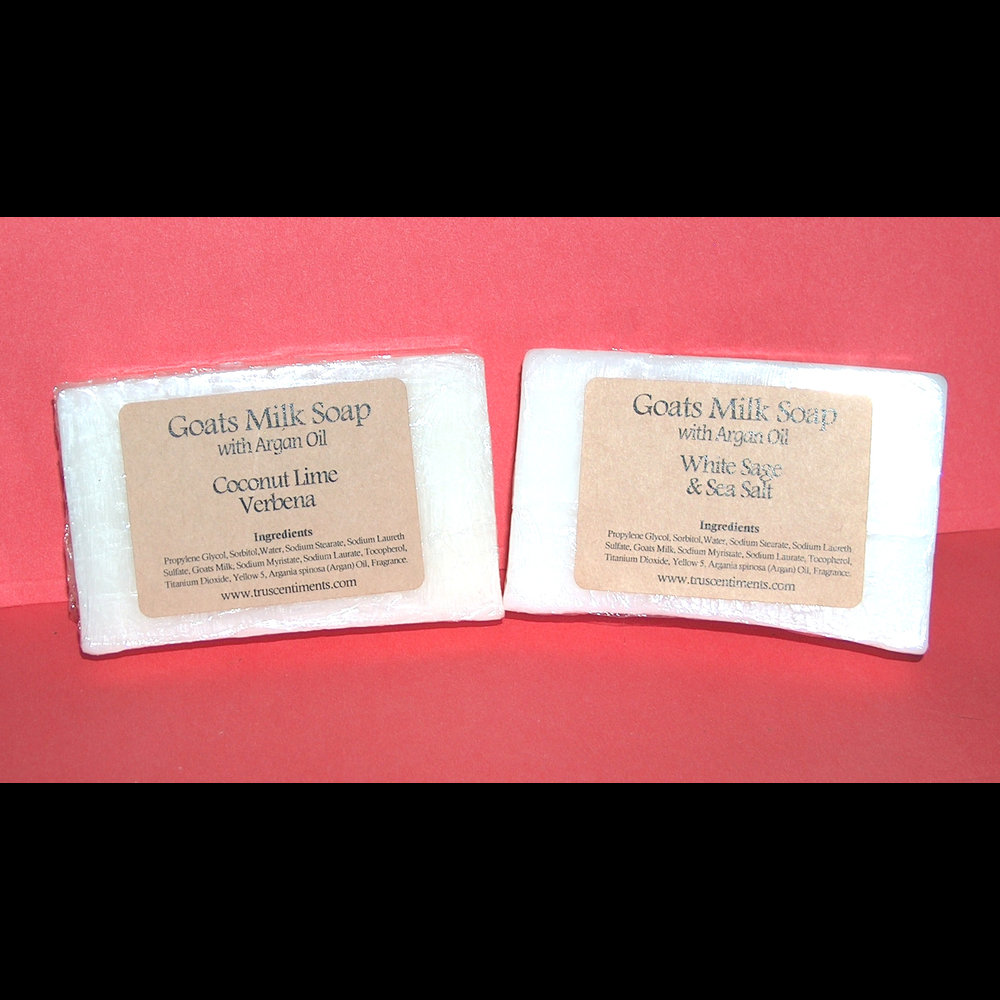 Goats Milk Soap
with Argan Oil
Coconut Lime
Verbena
Ingredients
Propylene Glycol, Sorbitol,Water, Sodium Stearate, Sodium Laureth
Sulfate, Goats Milk, Sodium Myristate, Sodium Laurate, Tocopherol,
Titanium Dioxide, Yellow 5, Argania spinosa (Argan) Oil, Fragrance.
www.truscentiments.com
Goats Milk Soap
with Argan Oil
White Sage
& Sea Salt
Ingredients
Propylene Glycol, Sorbitol,Water, Sodium Stearate, Sodium Laureth
Sulfate, Goats Milk, Sodium Myristate, Sodium Laurate, Tocopherol,
Titanium Dioxide, Yellow 5, Argania spinosa (Argan) Oil, Fragrance.
www.truscentiments.com